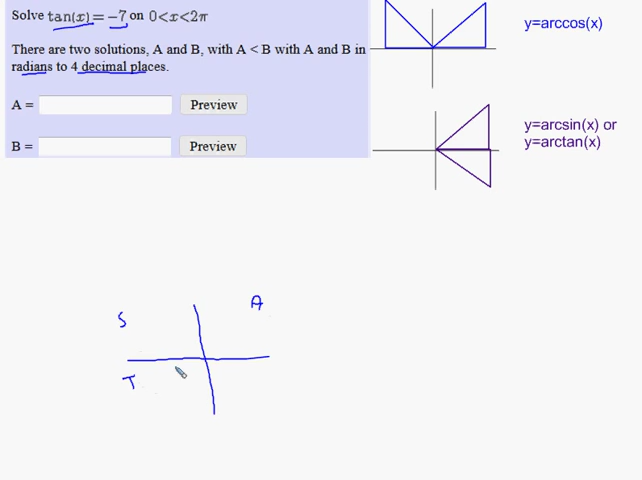 Solve tan(x) = −7 on 0<x<2π
There are two solutions, A and B, with A < B with A and B in
radians to 4 decimal places.
A = Preview
B = Preview
y=arccos(x)
y=arcsin(x) or
y=arctan(x)
S A
T